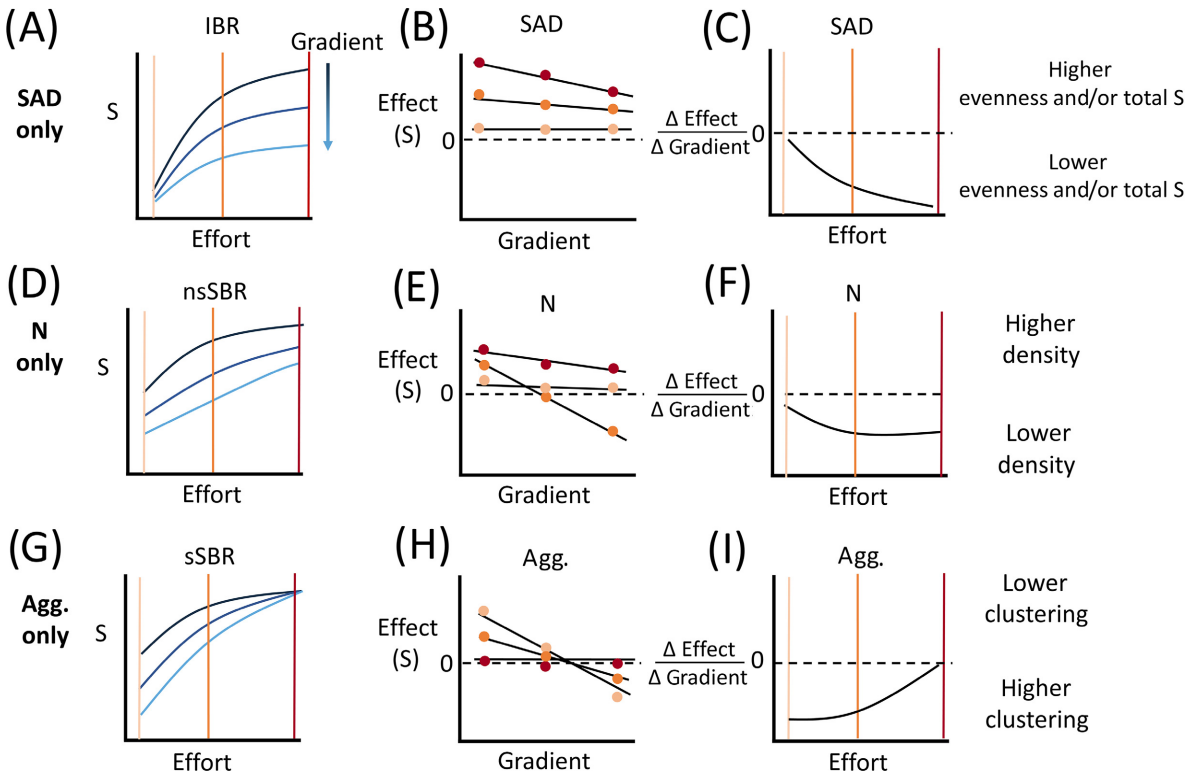 (A)
IBR
Gradient
SAD
only
S
Effort
(B)
SAD
Effect
(S)
0
Gradient
(C)
SAD
Δ Effect
Δ Gradient
0
Effort
Higher
evenness and/or total S
Lower
evenness and/or total S
(D)
nsSBR
N
only
S
Effort
(E)
N
Effect
(S)
0
Gradient
(F)
N
Δ Effect
Δ Gradient
0
Effort
Higher
density
Lower
density
(G)
sSBR
Agg.
only
S
Effort
(H)
Agg.
Effect
(S)
0
Gradient
(I)
Agg.
Δ Effect
Δ Gradient
0
Effort
Lower
clustering
Higher
clustering